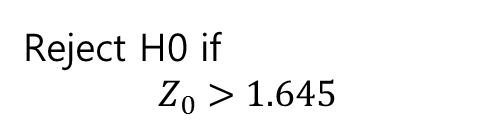 Reject H0 if
Z₀ > 1.645